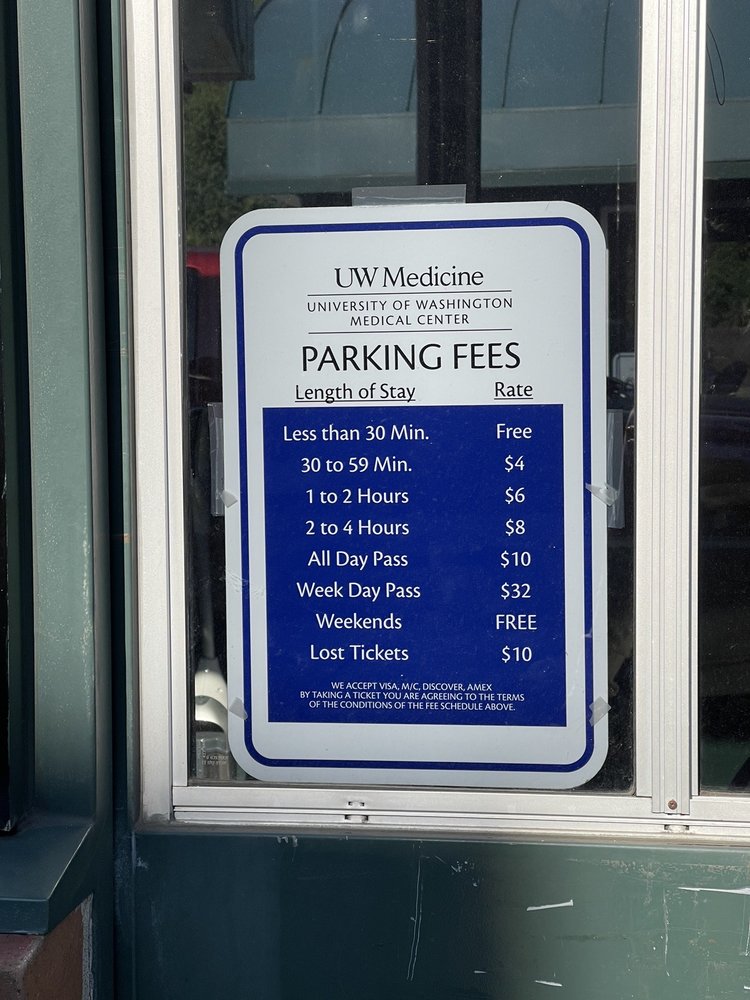 UW Medicine
UNIVERSITY OF WASHINGTON
MEDICAL CENTER
PARKING FEES
Length of Stay Rate
Less than 30 Min. Free
30 to 59 Min. $4
1 to 2 Hours $6
2 to 4 Hours $8
All Day Pass $10
Week Day Pass $32
Weekends FREE
Lost Tickets $10
WE ACCEPT VISA, M/C, DISCOVER, AMEX
BY TAKING A TICKET YOU ARE AGREEING TO THE TERMS
OF THE CONDITIONS OF THE FEE SCHEDULE ABOVE.